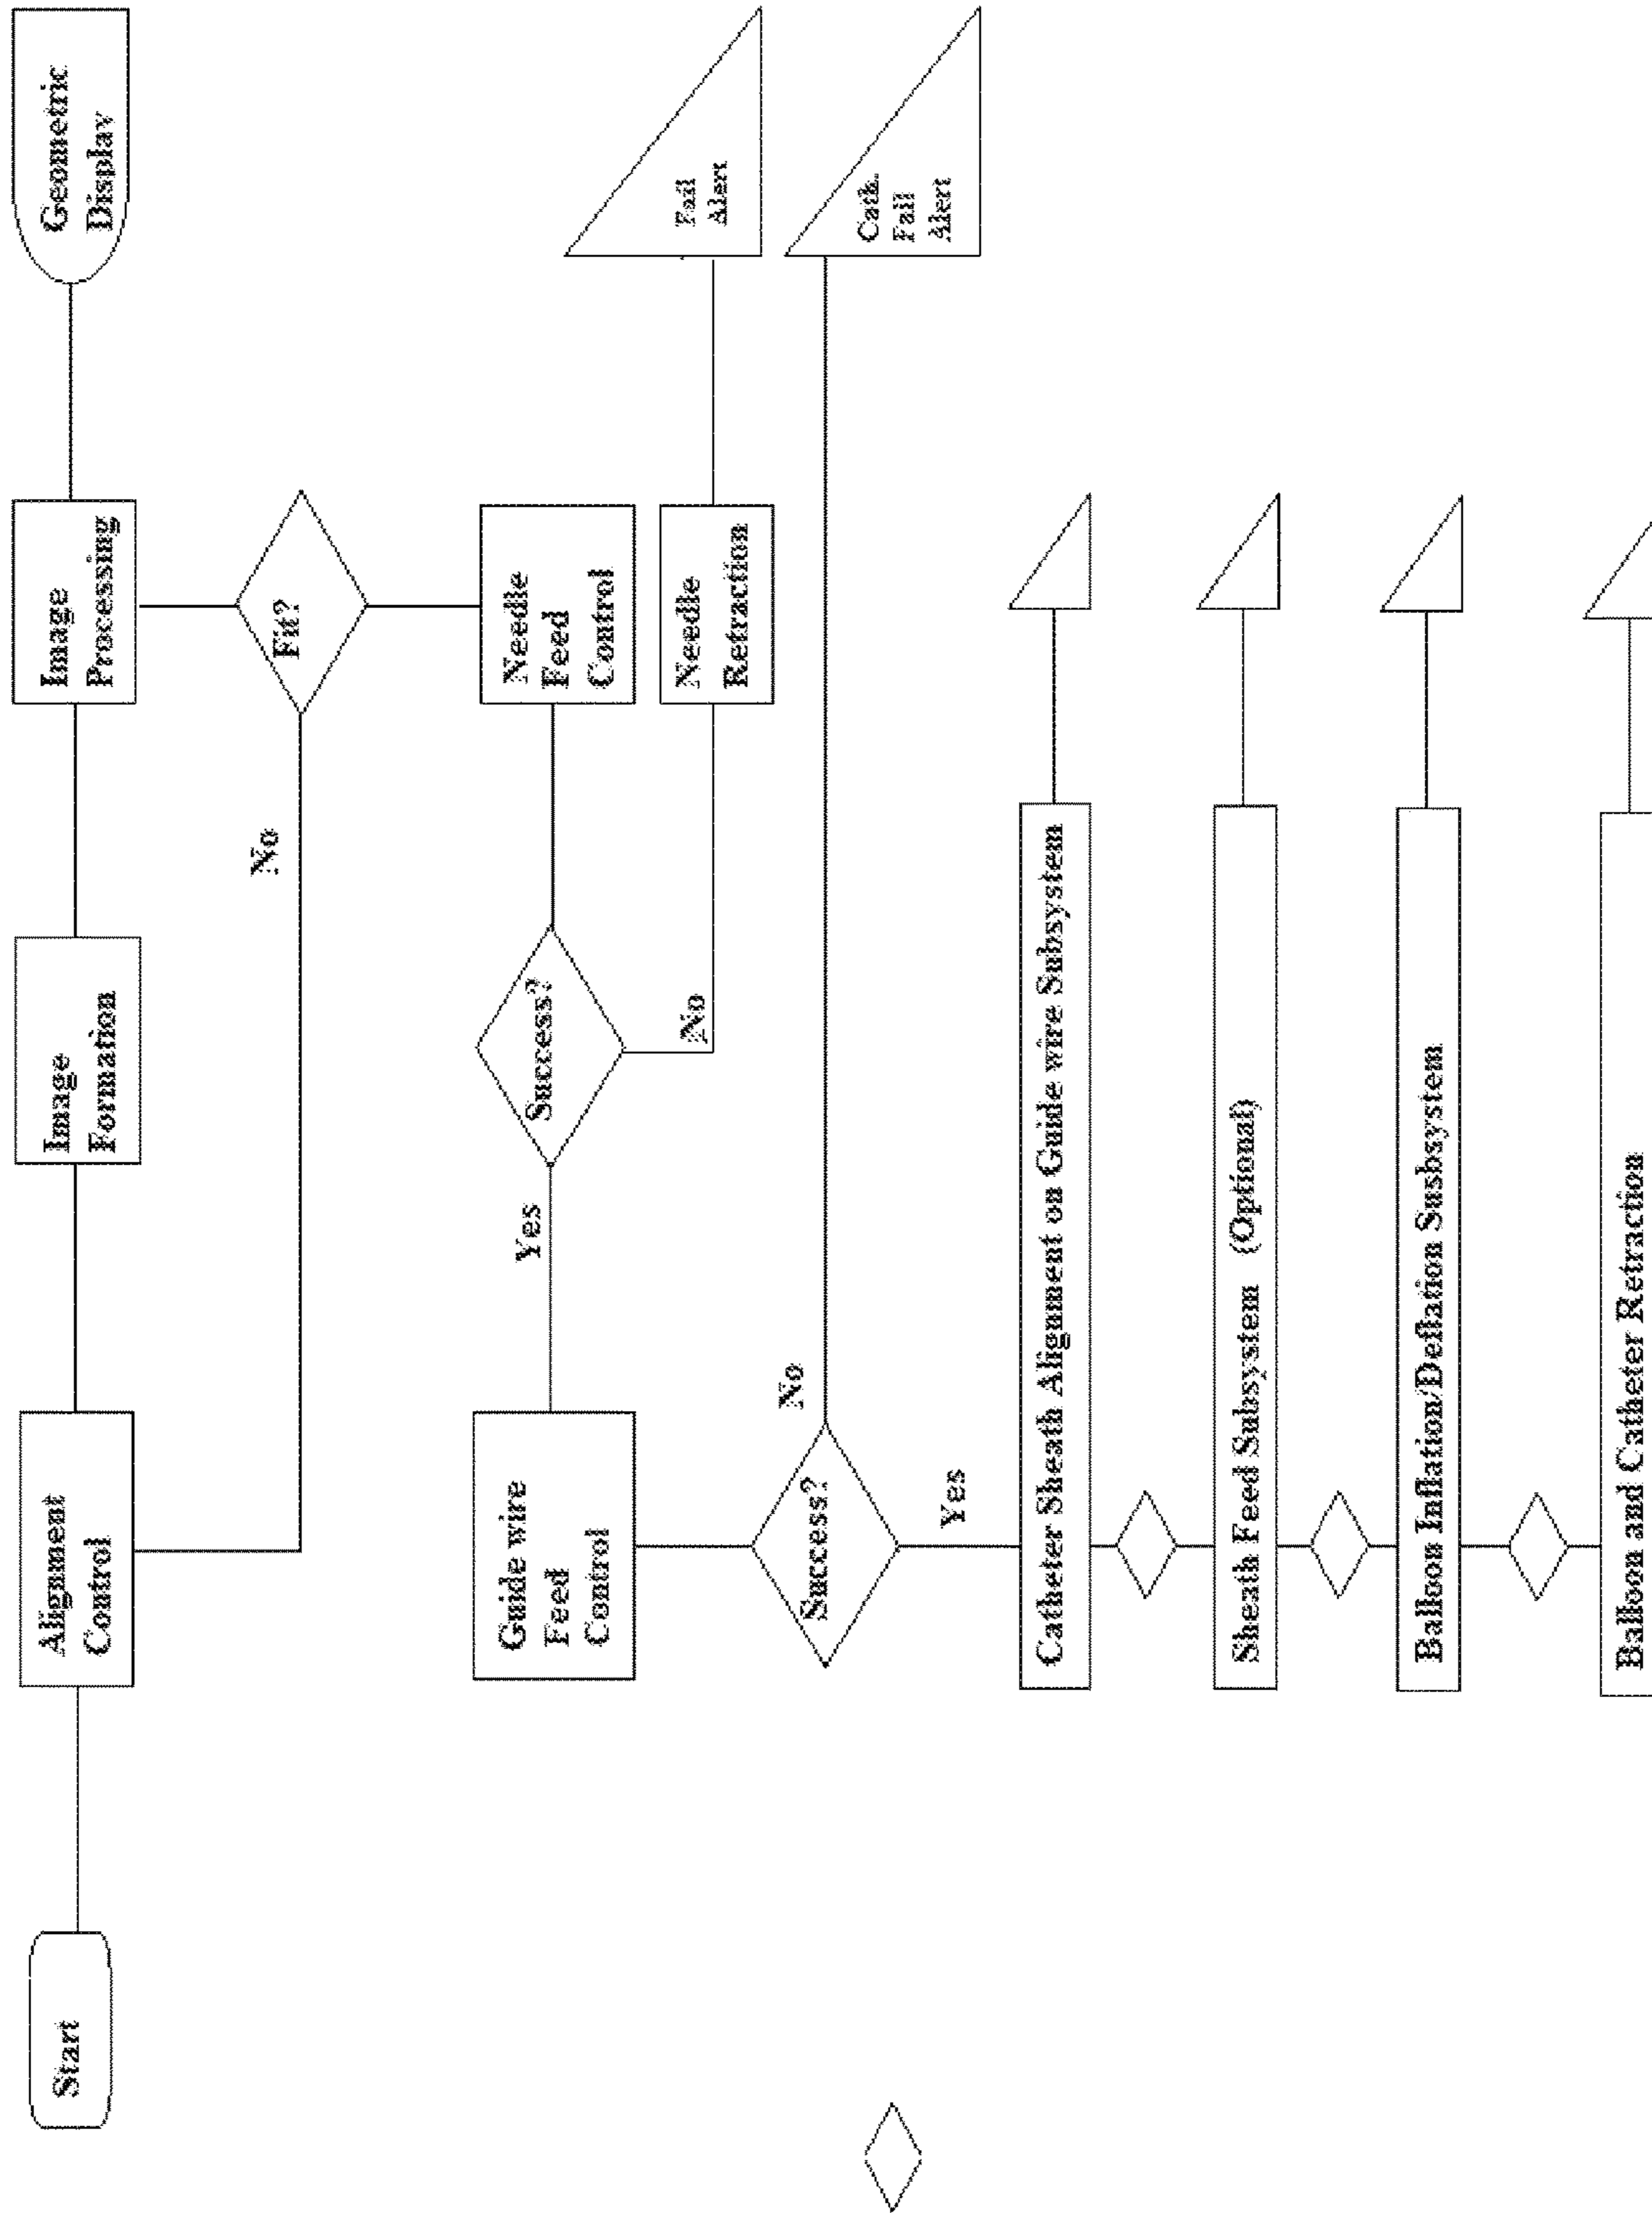 Start
Alignment
Control
Image
Formation
Image
Processing
Geometric
Display
No
Fit?
Guide wire
Feed
Control
Yes
Success?
Needle
Feed
Control
No
Needle
Retraction
Fail
Alert
Success?
No
Cath.
Fail
Alert
Yes
Catheter Sheath Alignment on Guide wire Subsystem
Sheath Feed Subsystem (Optional)
Balloon Inflation/Deflation Susbsystem
Balloon and Catheter Retraction